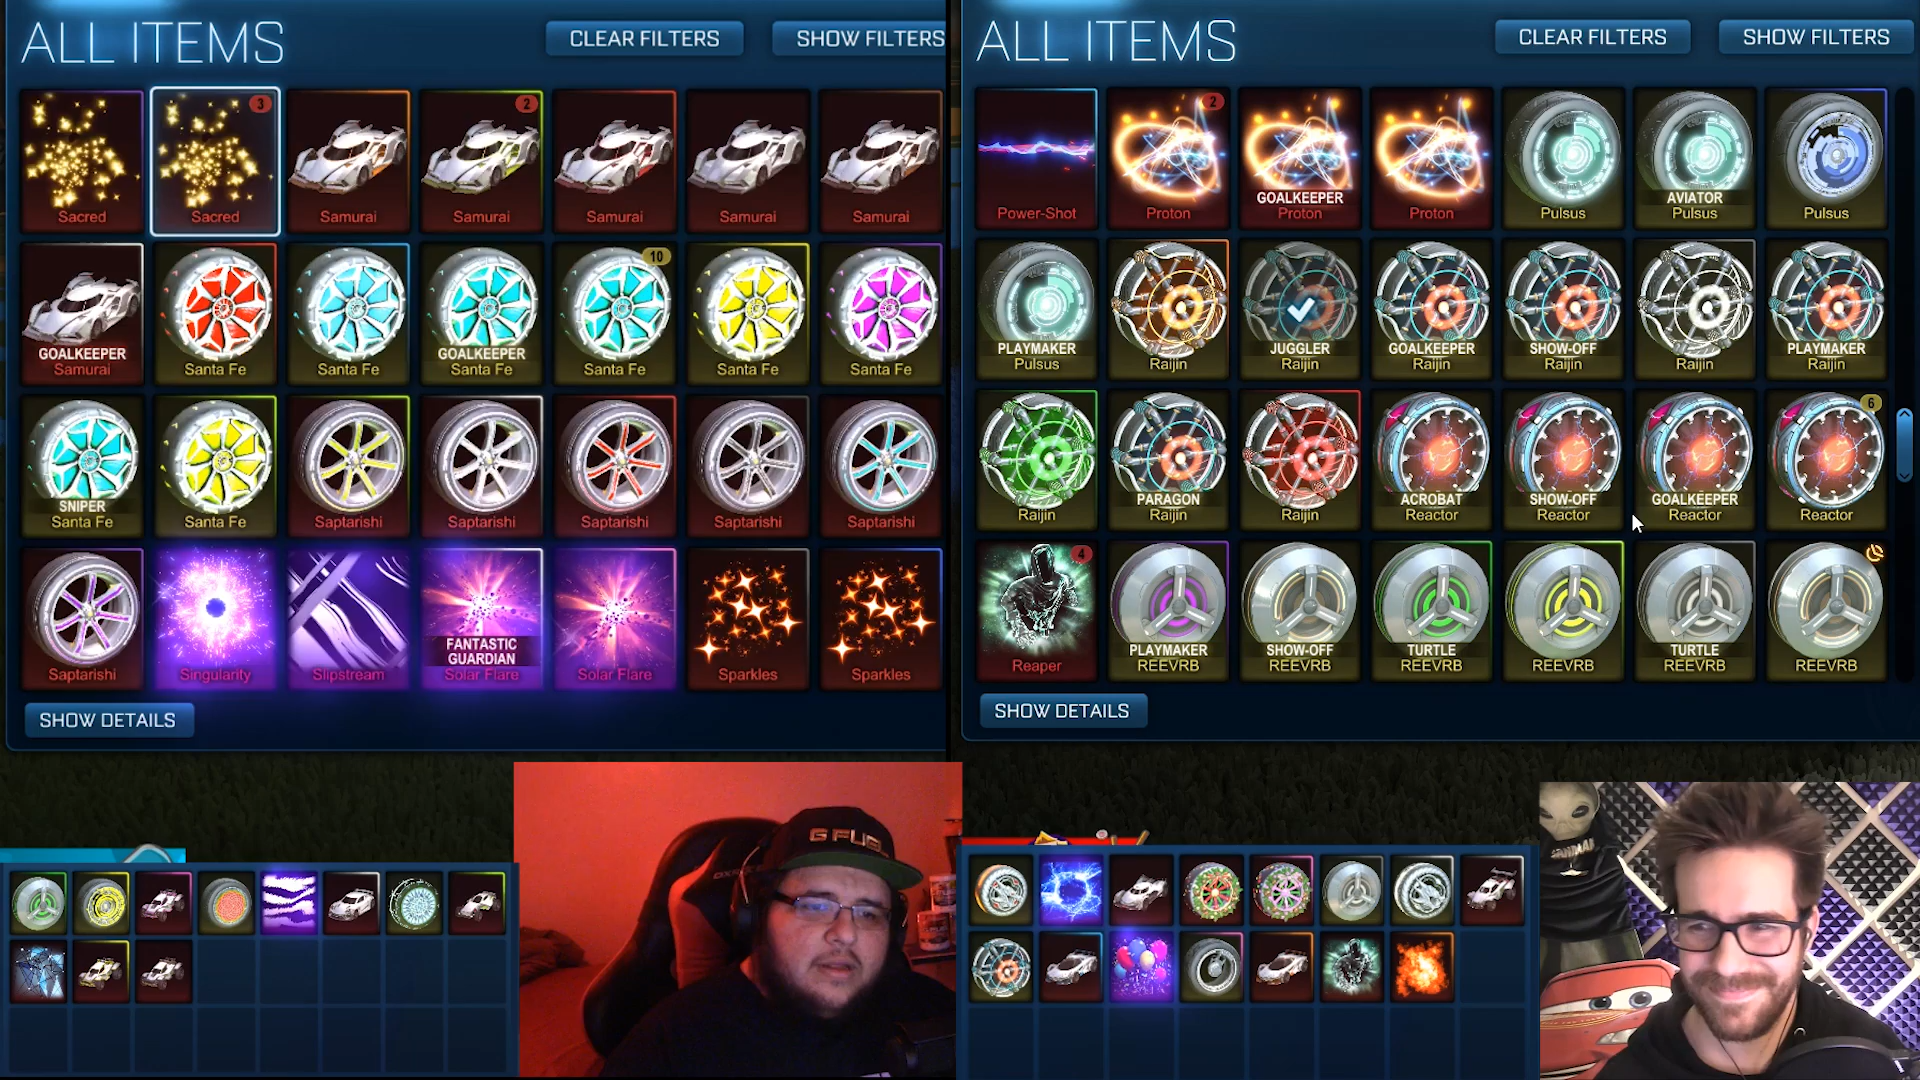 ALL ITEMS
CLEAR FILTERS
SHOW FILTERS
Sacred
3
Sacred
Samurai
2
Samurai
Samurai
Samurai
Samurai
GOALKEEPER
Samurai
Santa Fe
Santa Fe
GOALKEEPER
Santa Fe
10
Santa Fe
Santa Fe
Santa Fe
SNIPER
Santa Fe
Santa Fe
Saptarishi
Saptarishi
Saptarishi
Saptarishi
Saptarishi
Saptarishi
Singularity
Slipstream
FANTASTIC
GUARDIAN
Solar Flare
Solar Flare
Sparkles
Sparkles
SHOW DETAILS
ALL ITEMS
CLEAR FILTERS
SHOW FILTERS
Power-Shot
2
Proton
GOALKEEPER
Proton
Proton
Pulsus
AVIATOR
Pulsus
Pulsus
PLAYMAKER
Pulsus
Raijin
JUGGLER
Raijin
GOALKEEPER
Raijin
SHOW-OFF
Raijin
Raijin
PLAYMAKER
Raijin
Raijin
PARAGON
Raijin
Raijin
ACROBAT
Reactor
SHOW-OFF
Reactor
GOALKEEPER
Reactor
6
Reactor
4
Reaper
PLAYMAKER
REEVRB
SHOW-OFF
REEVRB
TURTLE
REEVRB
REEVRB
TURTLE
REEVRB
REEVRB
SHOW DETAILS
G FUEL